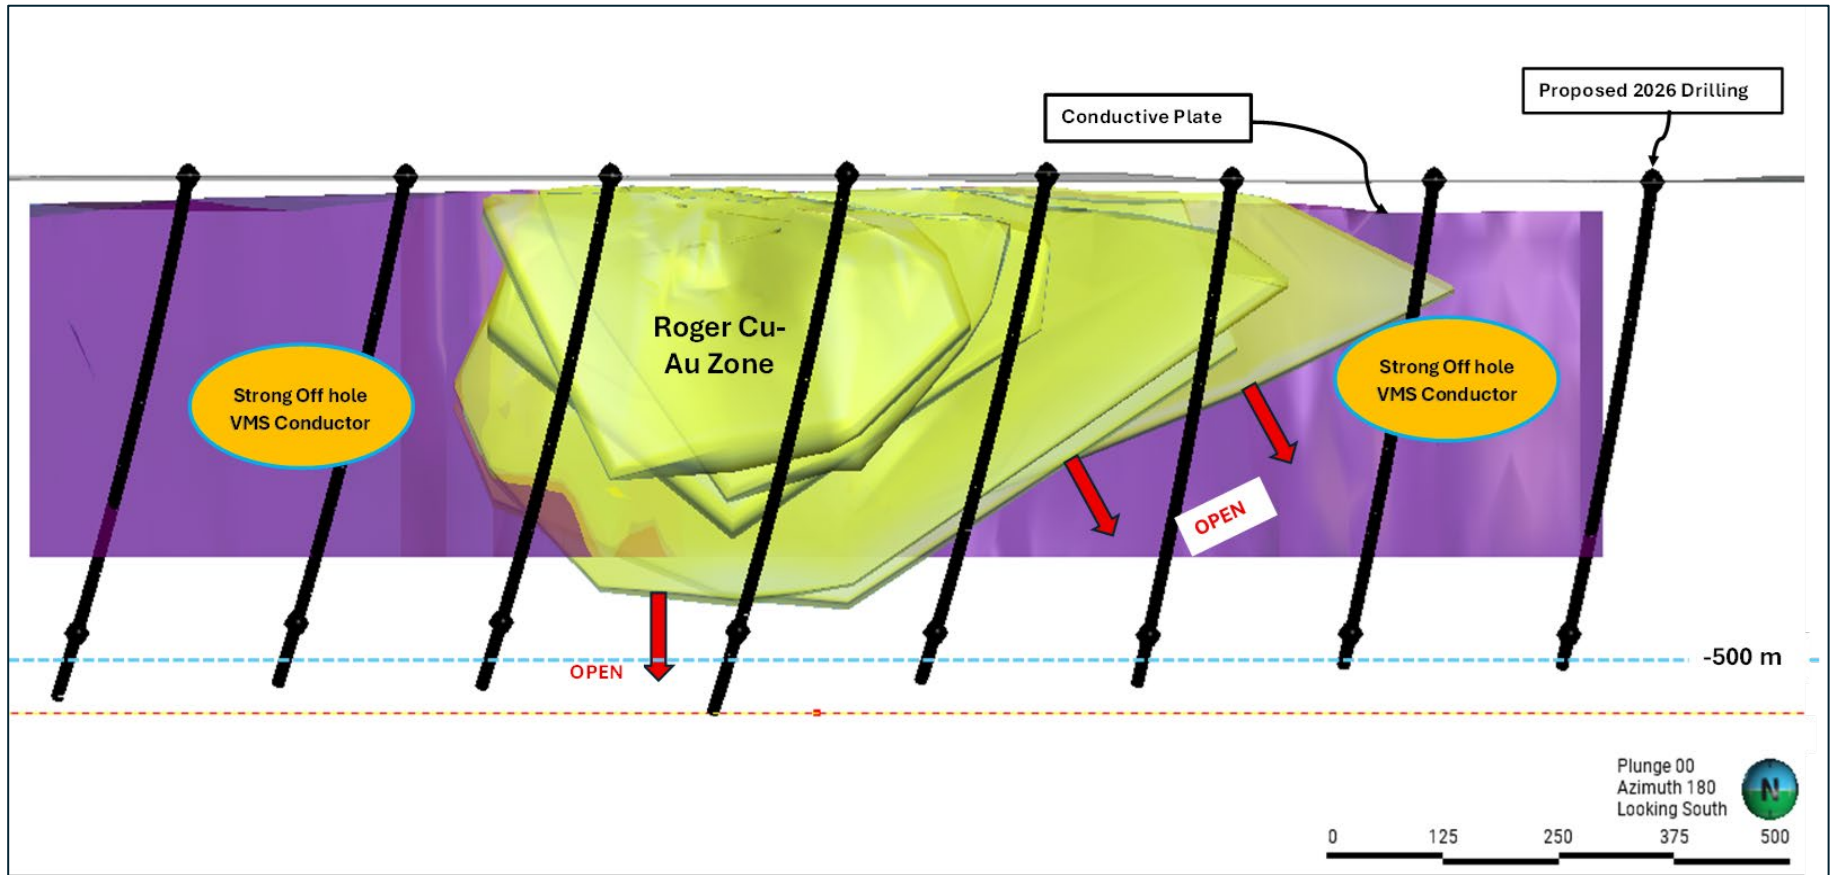 Proposed 2026 Drilling
Conductive Plate
Roger Cu-
Au Zone
Strong Off hole
VMS Conductor
Strong Off hole
VMS Conductor
OPEN
OPEN
-500 m
Plunge 00
Azimuth 180
Looking South
N
0 125 250 375 500